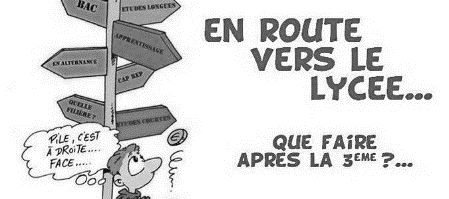 BAC
ETUDES LONGUES
APPRENTISSAGE
EN ALTERNANCE
CAP BEP
QUELLE
FILIERE ?
ETUDES COURTES
PILE, C'EST
À DROITE....
FACE.....
EN ROUTE
VERS LE
LYCEE...
QUE FAIRE
APRES LA 3EME ?...